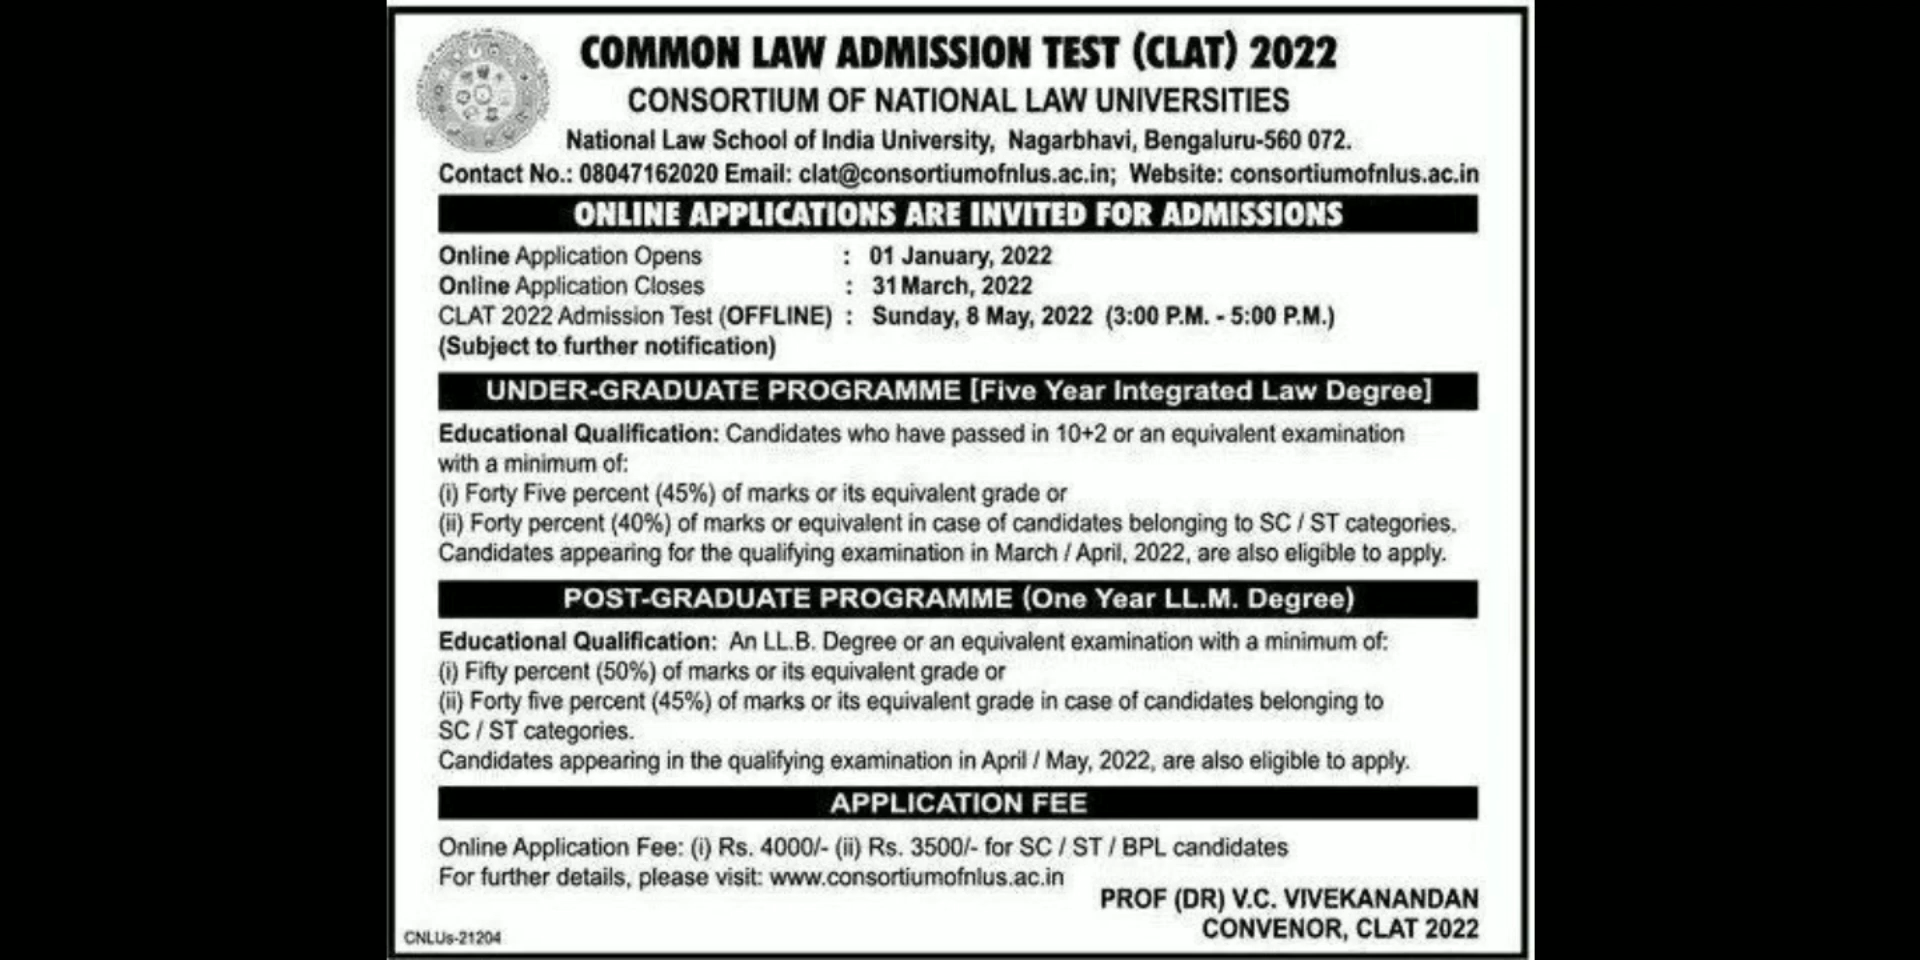 COMMON LAW ADMISSION TEST (CLAT) 2022
CONSORTIUM OF NATIONAL LAW UNIVERSITIES
National Law School of India University, Nagarbhavi, Bengaluru-560 072.
Contact No.: 08047162020 Email: clat@consortiumofnlus.ac.in; Website: consortiumofnlus.ac.in
ONLINE APPLICATIONS ARE INVITED FOR ADMISSIONS
Online Application Opens : 01 January, 2022
Online Application Closes : 31 March, 2022
CLAT 2022 Admission Test (OFFLINE) : Sunday, 8 May, 2022 (3:00 P.M. - 5:00 P.M.)
(Subject to further notification)
UNDER-GRADUATE PROGRAMME [Five Year Integrated Law Degree]
Educational Qualification: Candidates who have passed in 10+2 or an equivalent examination
with a minimum of:
(i) Forty Five percent (45%) of marks or its equivalent grade or
(ii) Forty percent (40%) of marks or equivalent in case of candidates belonging to SC / ST categories.
Candidates appearing for the qualifying examination in March / April, 2022, are also eligible to apply.
POST-GRADUATE PROGRAMME (One Year LL.M. Degree)
Educational Qualification: An LL.B. Degree or an equivalent examination with a minimum of:
(i) Fifty percent (50%) of marks or its equivalent grade or
(ii) Forty five percent (45%) of marks or its equivalent grade in case of candidates belonging to
SC / ST categories.
Candidates appearing in the qualifying examination in April / May, 2022, are also eligible to apply.
APPLICATION FEE
Online Application Fee: (i) Rs. 4000/- (ii) Rs. 3500/- for SC / ST / BPL candidates
For further details, please visit: www.consortiumofnlus.ac.in
PROF (DR) V.C. VIVEKANANDAN
CONVENOR, CLAT 2022
CNLUs-21204